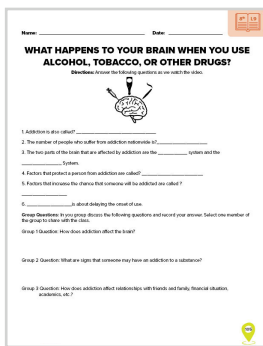 Name: ______________ Date: ______________
WHAT HAPPENS TO YOUR BRAIN WHEN YOU USE
ALCOHOL, TOBACCO, OR OTHER DRUGS?
Directions: Answer the following questions as we watch the video.
1. Addiction is also called? ______________
2. The number of people who suffer from addiction nationwide is? ______________
3. The two parts of the brain that are affected by addiction are the ____________ system and the
______________ System.
4. Factors that protect a person from addiction are called? ______________
5. Factors that increase the chance that someone will be addicted are called ?
______________
6. ______________ is about delaying the onset of use.
Group Questions: In you group discuss the following questions and record your answer. Select one member of
the group to share with the class.
Group 1 Question: How does addiction affect the brain?
Group 2 Question: What are signs that someone may have an addiction to a substance?
Group 3 Question: How does addiction affect relationships with friends and family, financial situation,
academics, etc.?